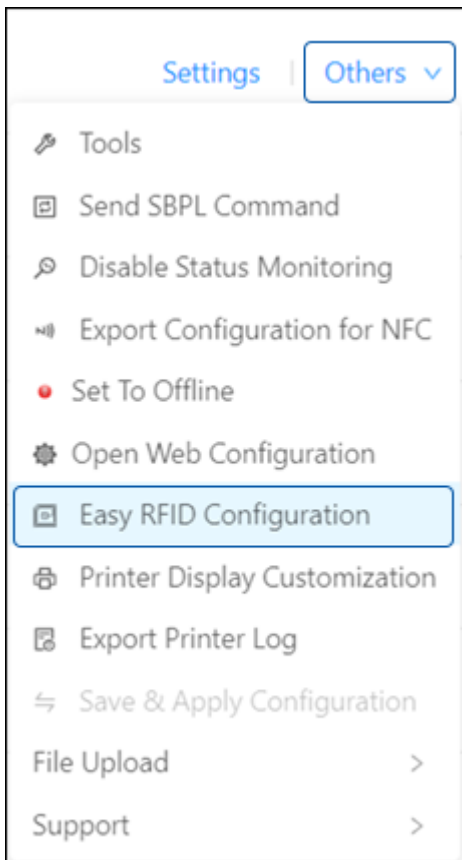 Settings | Others
Tools
Send SBPL Command
Disable Status Monitoring
Export Configuration for NFC
Set To Offline
Open Web Configuration
Easy RFID Configuration
Printer Display Customization
Export Printer Log
Save & Apply Configuration
File Upload
Support